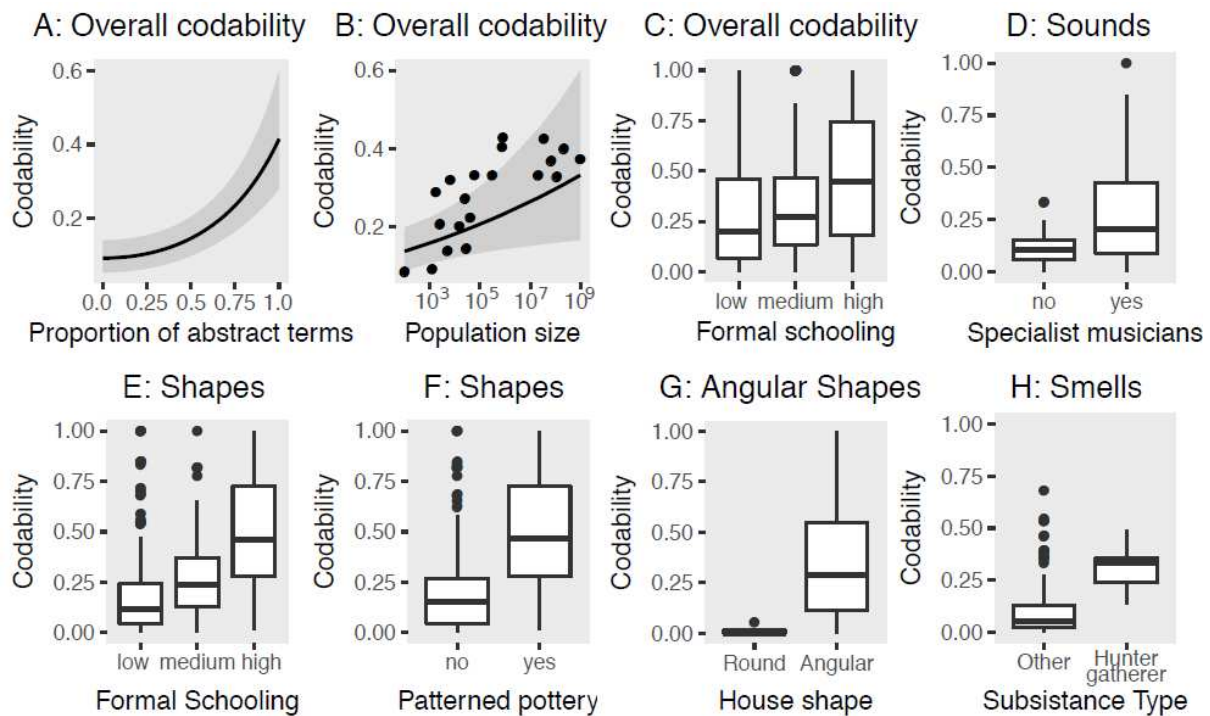 A: Overall codability
B: Overall codability
C: Overall codability
D: Sounds
Codability
0.6
0.4
0.2
0.0 0.25 0.5 0.75 1.0
Proportion of abstract terms
Codability
0.6
0.4
0.2
10^3 10^5 10^7 10^9
Population size
Codability
1.00
0.75
0.50
0.25
0.00
low medium high
Formal schooling
Codability
1.00
0.75
0.50
0.25
0.00
no yes
Specialist musicians
E: Shapes
F: Shapes
G: Angular Shapes
H: Smells
Codability
1.00
0.75
0.50
0.25
0.00
low medium high
Formal Schooling
Codability
1.00
0.75
0.50
0.25
0.00
no yes
Patterned pottery
Codability
1.00
0.75
0.50
0.25
0.00
Round Angular
House shape
Codability
1.00
0.75
0.50
0.25
0.00
Other Hunter
gatherer
Subsistance Type